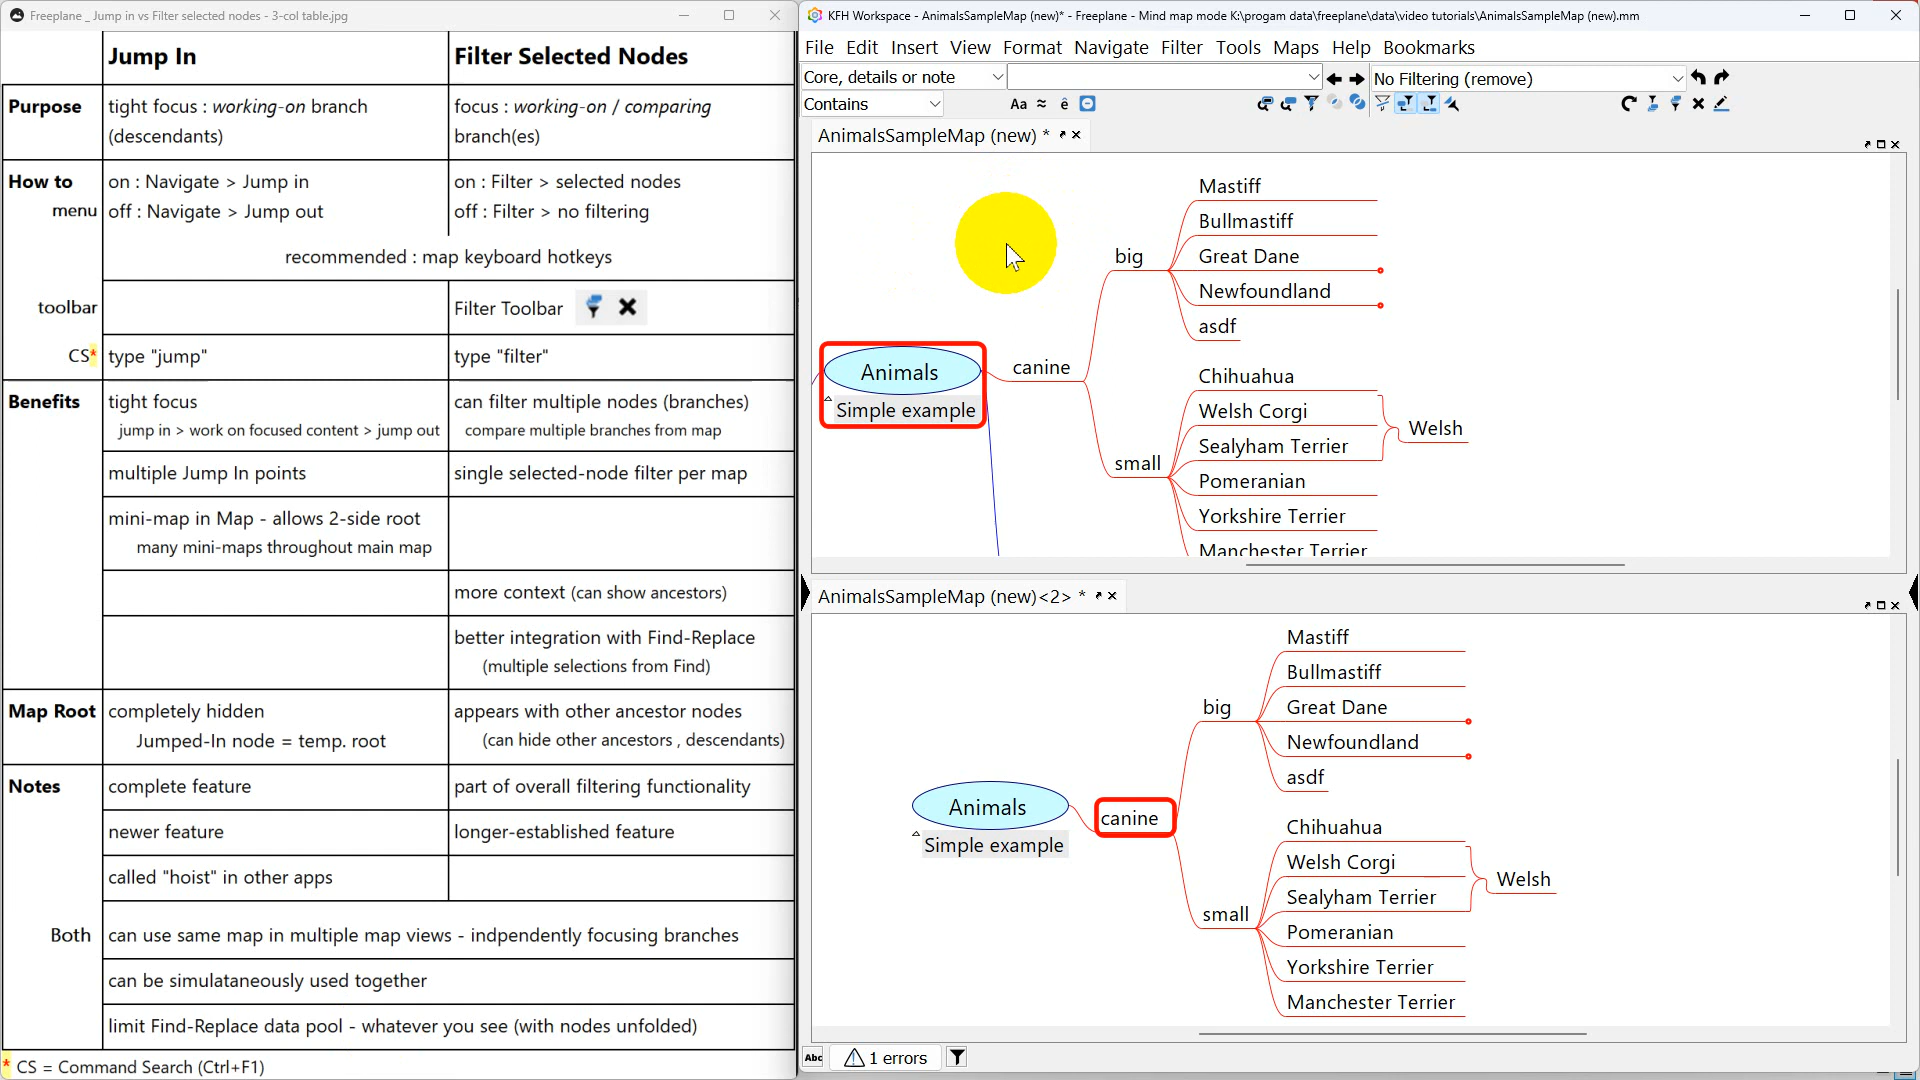 Freeplane _ Jump in vs Filter selected nodes - 3-col table.jpg
Jump In
Filter Selected Nodes
Purpose
tight focus : working-on branch
(descendants)
focus : working-on / comparing
branch(es)
How to
menu
on : Navigate > Jump in
off : Navigate > Jump out
on : Filter > selected nodes
off : Filter > no filtering
recommended : map keyboard hotkeys
toolbar
Filter Toolbar
CS*
type "jump"
type "filter"
Benefits
tight focus
jump in > work on focused content > jump out
can filter multiple nodes (branches)
compare multiple branches from map
multiple Jump In points
single selected-node filter per map
mini-map in Map - allows 2-side root
many mini-maps throughout main map
more context (can show ancestors)
better integration with Find-Replace
(multiple selections from Find)
Map Root
completely hidden
Jumped-In node = temp. root
appears with other ancestor nodes
(can hide other ancestors , descendants)
Notes
complete feature
part of overall filtering functionality
newer feature
longer-established feature
called "hoist" in other apps
Both
can use same map in multiple map views - indpendently focusing branches
can be simulataneously used together
limit Find-Replace data pool - whatever you see (with nodes unfolded)
* CS = Command Search (Ctrl+F1)
KFH Workspace - AnimalsSampleMap (new)* - Freeplane - Mind map mode K:\progam data\freeplane\data\video tutorials\AnimalsSampleMap (new).mm
File Edit Insert View Format Navigate Filter Tools Maps Help Bookmarks
Core, details or note
No Filtering (remove)
Contains
Aa ≈ ê
AnimalsSampleMap (new) *
Animals
Simple example
canine
big
Mastiff
Bullmastiff
Great Dane
Newfoundland
asdf
small
Chihuahua
Welsh Corgi
Sealyham Terrier
Pomeranian
Yorkshire Terrier
Manchester Terrier
Welsh
AnimalsSampleMap (new)<2> *
Animals
Simple example
canine
big
Mastiff
Bullmastiff
Great Dane
Newfoundland
asdf
small
Chihuahua
Welsh Corgi
Sealyham Terrier
Pomeranian
Yorkshire Terrier
Manchester Terrier
Welsh
Abc
1 errors